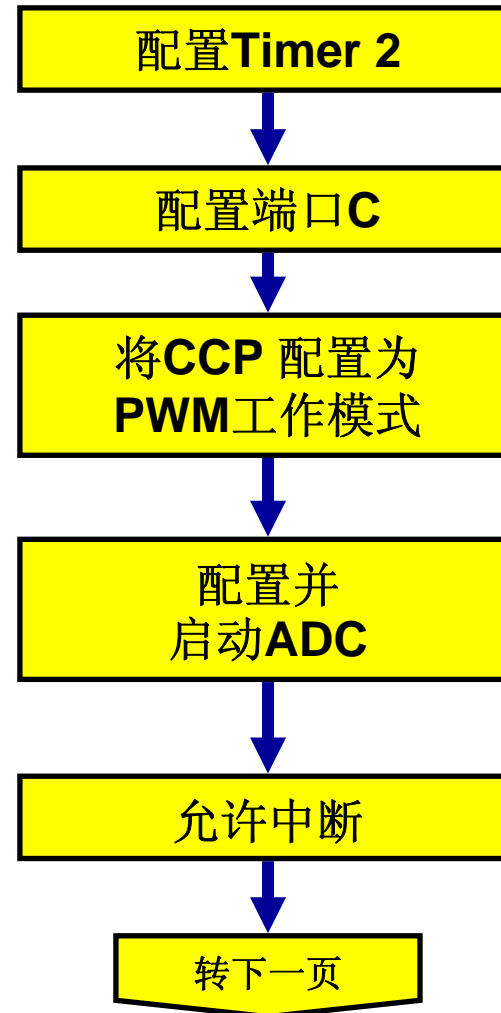 配置Timer 2
配置端口C
将CCP 配置为
PWM工作模式
配置并
启动ADC
允许中断
转下一页